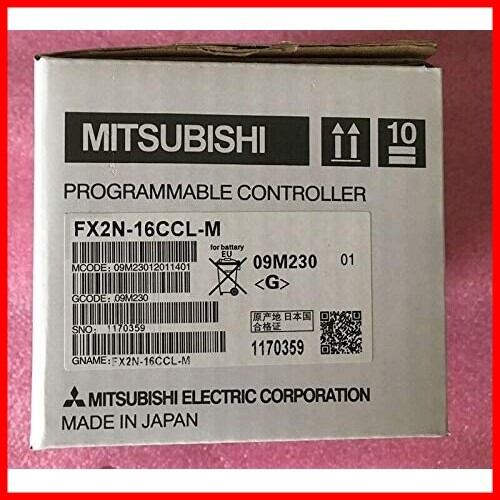 MITSUBISHI
10
PROGRAMMABLE CONTROLLER
FX2N-16CCL-M
MCODE: 09M23012011401
for battery
EU
09M230 01
<G>
GCODE: 09M230
SNO: 1170359
原产地 日本国
合格证
1170359
GNAME:FX2N-16CCL-M
MITSUBISHI ELECTRIC CORPORATION
MADE IN JAPAN